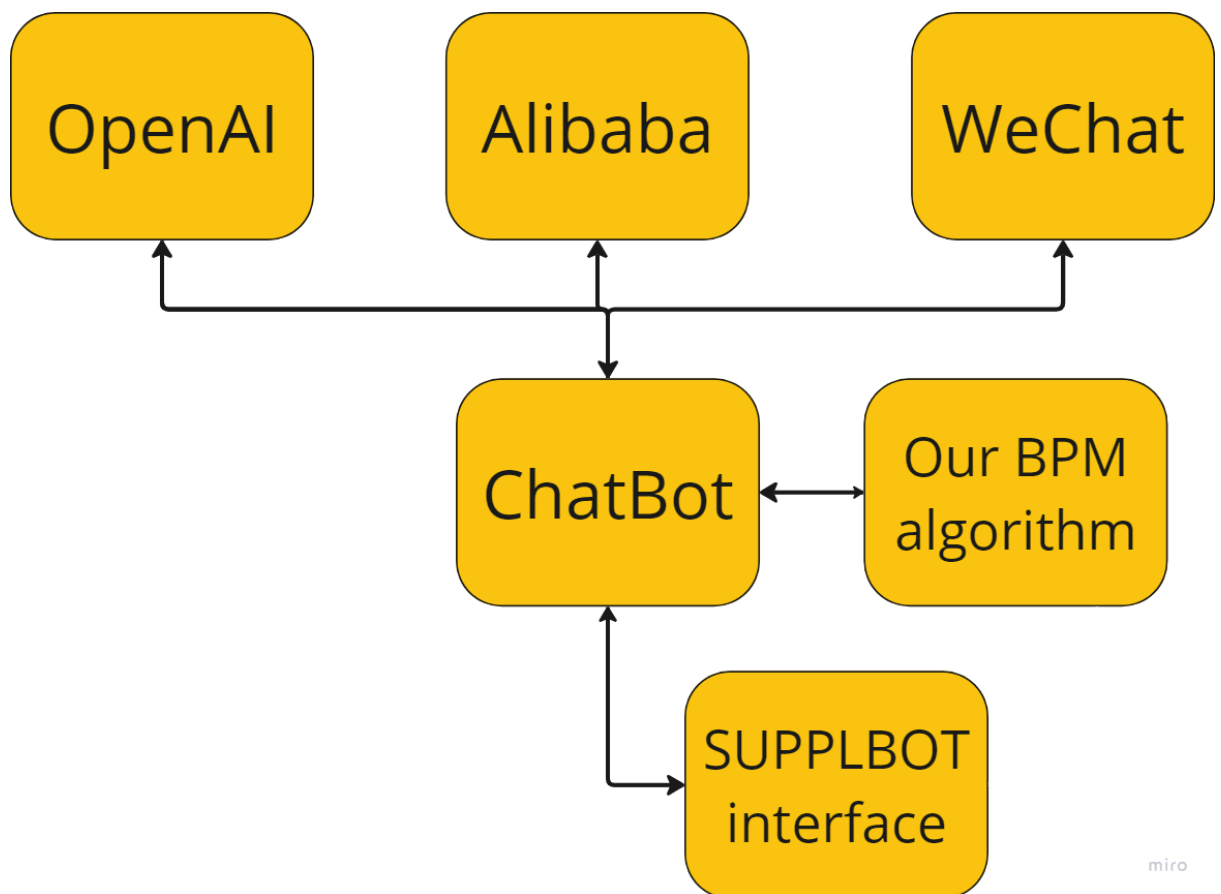 OpenAI
Alibaba
WeChat
ChatBot
Our BPM
algorithm
SUPPLBOT
interface
miro